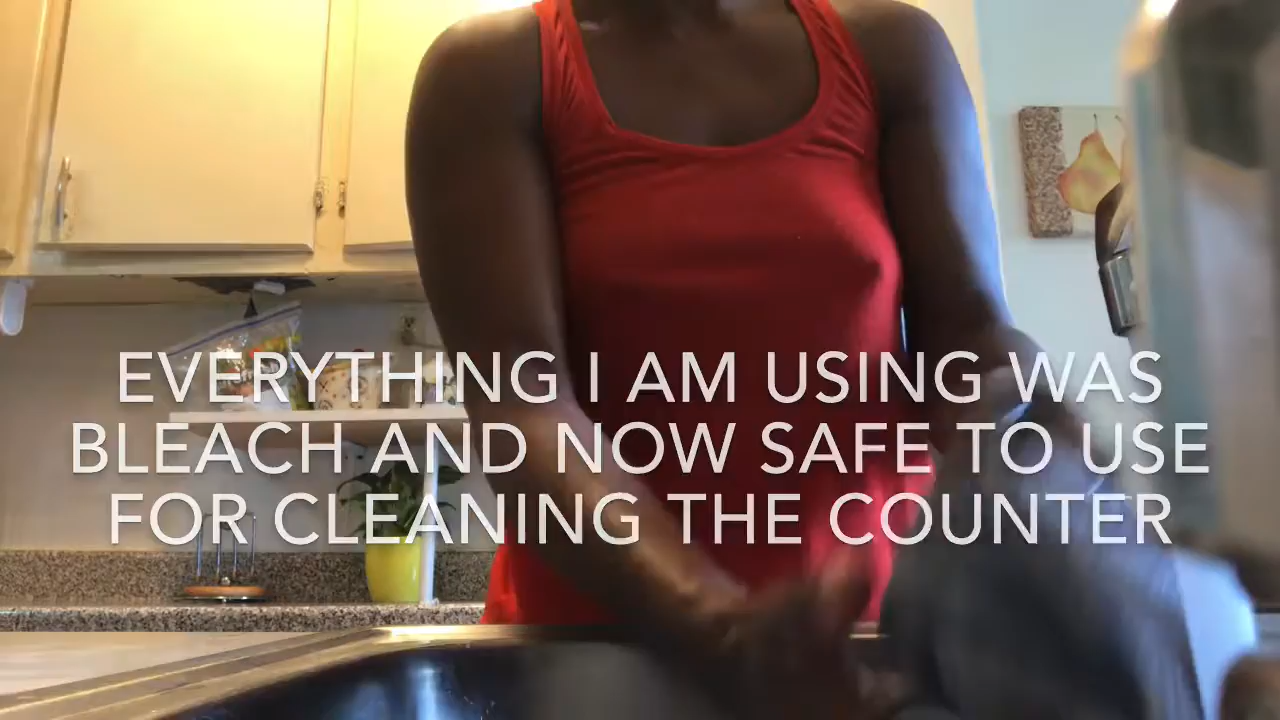 EVERYTHING I AM USING WAS
BLEACH AND NOW SAFE TO USE
FOR CLEANING THE COUNTER